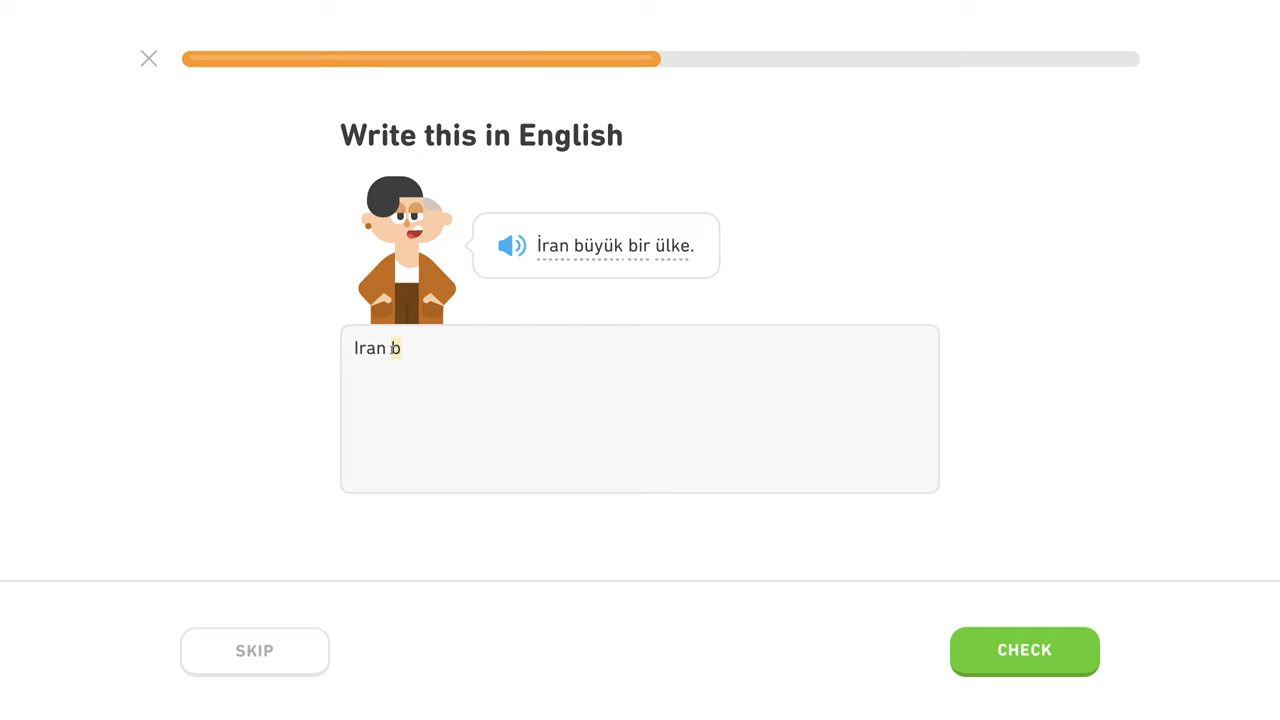 Write this in English
İran büyük bir ülke.
Iran b
SKIP
CHECK